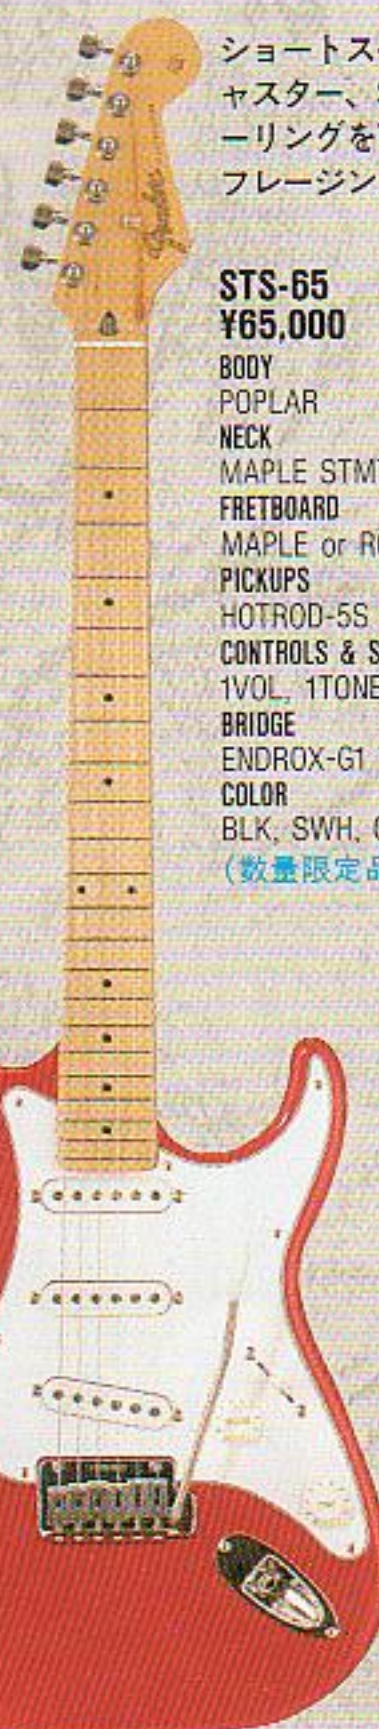 ショートス
ャスター、
ーリングを
フレージン
STS-65
¥65,000
BODY
POPLAR
NECK
MAPLE STM
FRETBOARD
MAPLE or R
PICKUPS
HOTROD-5S
CONTROLS & S
1VOL, 1TONE
BRIDGE
ENDROX-G1
COLOR
BLK, SWH,
(数量限定品
Fender